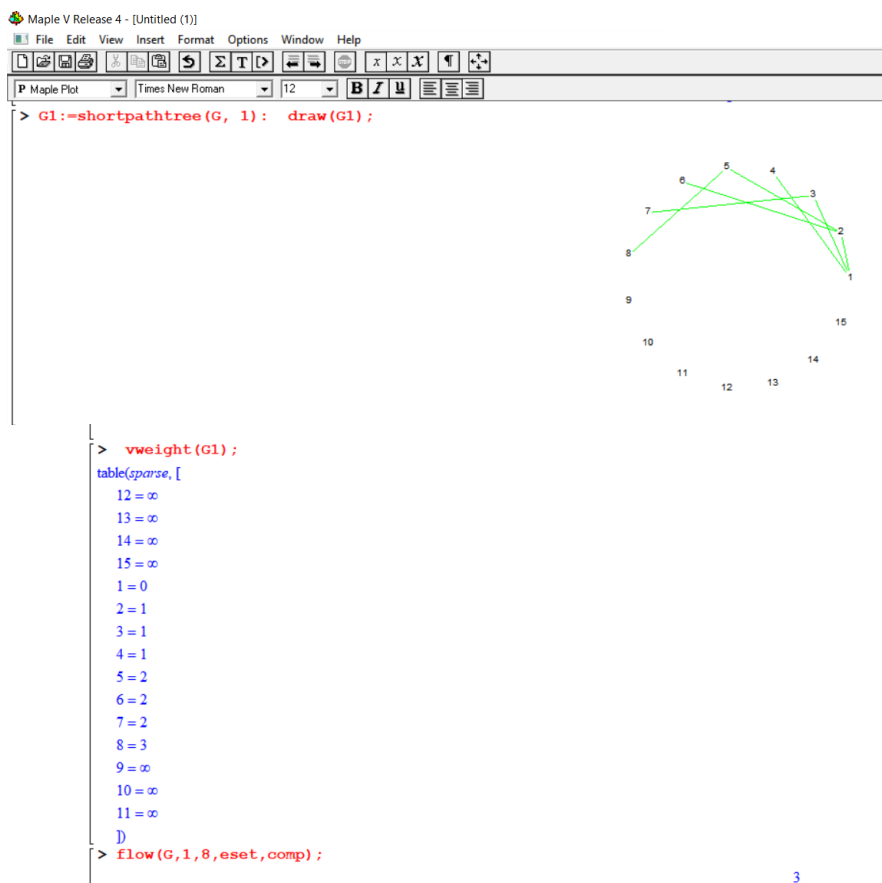 Maple V Release 4 - [Untitled (1)]
File Edit View Insert Format Options Window Help
Σ T [> STOP x x x ¶
P Maple Plot Times New Roman 12 B I U
> G1:=shortpathtree(G, 1): draw(G1);
5
4
6
3
7
2
8
1
9
15
10
14
11
13
12
> vweight(G1);
table(sparse, [
12 = ∞
13 = ∞
14 = ∞
15 = ∞
1 = 0
2 = 1
3 = 1
4 = 1
5 = 2
6 = 2
7 = 2
8 = 3
9 = ∞
10 = ∞
11 = ∞
])
> flow(G,1,8,eset,comp);
3